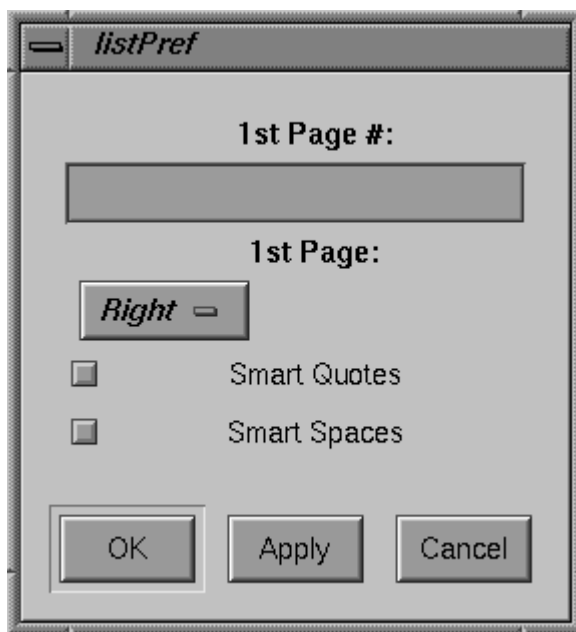 listPref
1st Page #:
1st Page:
Right
Smart Quotes
Smart Spaces
OK Apply Cancel